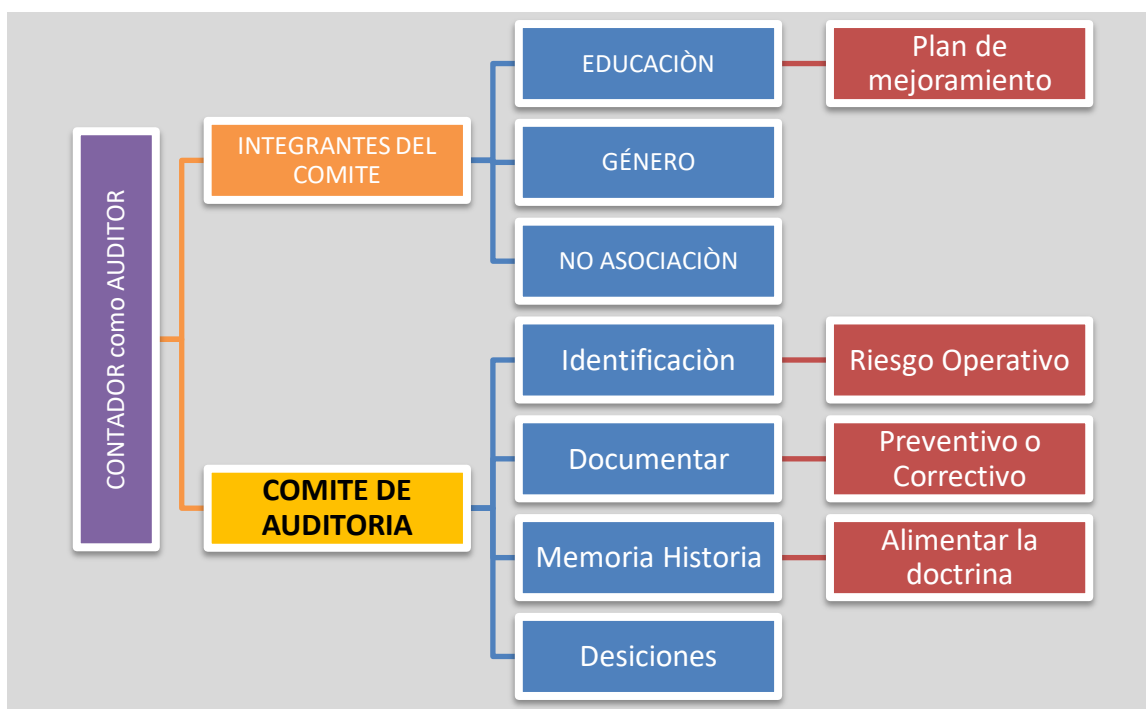 CONTADOR como AUDITOR
INTEGRANTES DEL
COMITE
EDUCACIÒN
Plan de
mejoramiento
GÉNERO
NO ASOCIACIÒN
COMITE DE
AUDITORIA
Identificaciòn
Riesgo Operativo
Documentar
Preventivo o
Correctivo
Memoria Historia
Alimentar la
doctrina
Desiciones